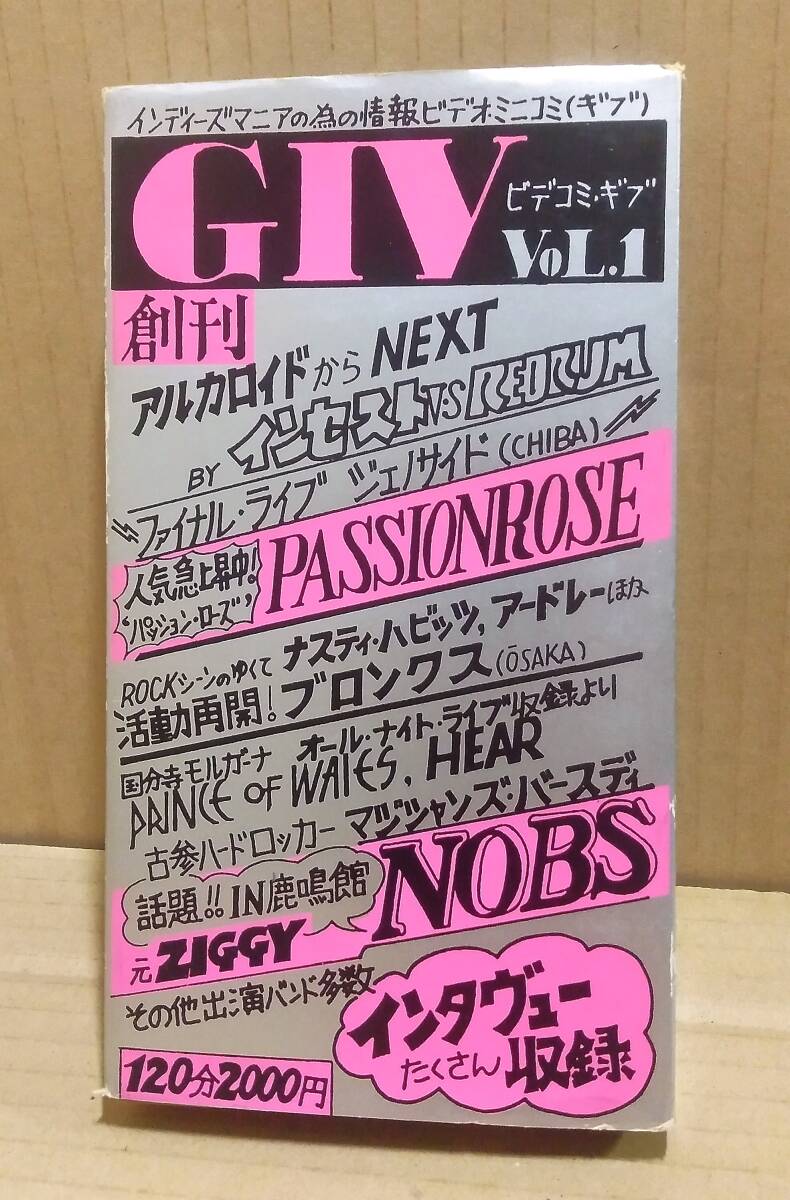 インディーズマニアの為の情報ビデオ・ミニコミ(ギブ)
GIV
ビデコミ・ギブ
VOL.1
創刊
アルカロイドから NEXT
BY インセストVS REDRUM
ファイナル・ライブ ジェノサイド(CHIBA)
人気急上昇中!
“パッション・ローズ”
PASSIONROSE
ROCKシーンのゆくて ナスティ・ハビッツ, アードレーほか
活動再開! ブロンクス(ŌSAKA)
国分寺モルガーナ オール・ナイト・ライブ収録より
PRINCE OF WALES, HEAR
古参ハードロッカー マジシャンズ・バースディ
話題!! IN鹿鳴館
元ZIGGY
NOBS
その他出演バンド多数
インタヴュー
たくさん収録
120分2000円